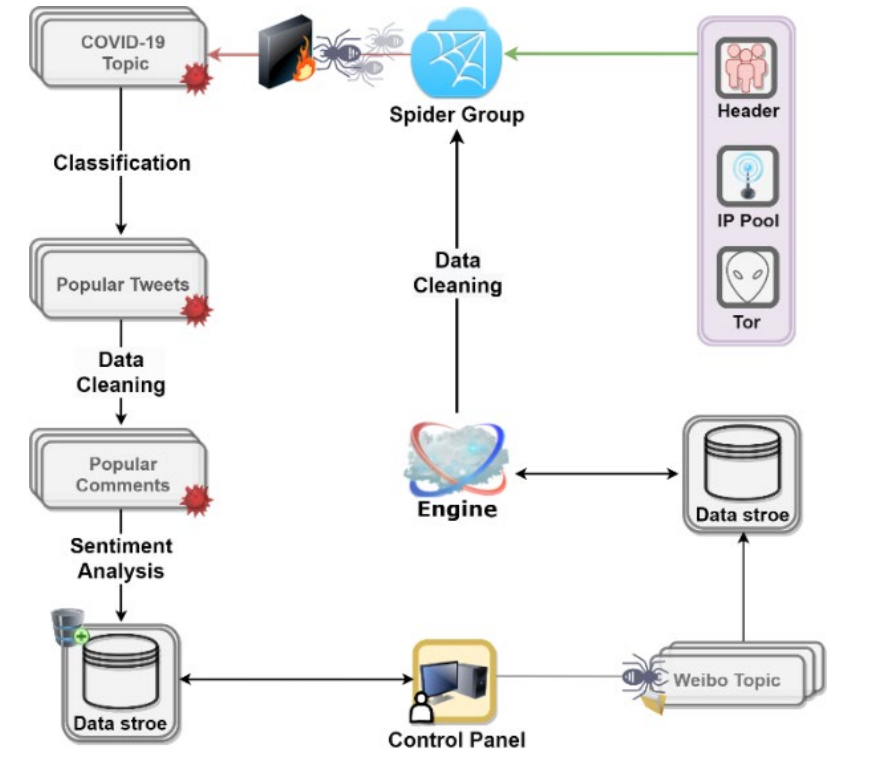 COVID-19
Topic
Spider Group
Header
Classification
IP Pool
Popular Tweets
Data
Cleaning
Tor
Data
Cleaning
Popular
Comments
Engine
Data stroe
Sentiment
Analysis
Weibo Topic
Data stroe
Control Panel